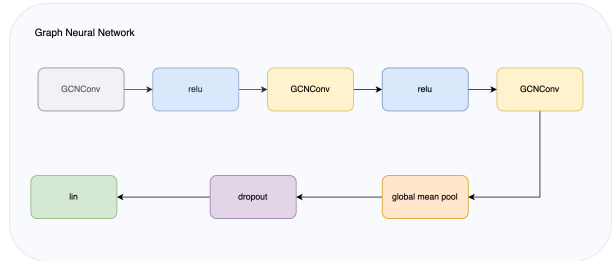 Graph Neural Network
GCNConv
relu
GCNConv
relu
GCNConv
lin
dropout
global mean pool